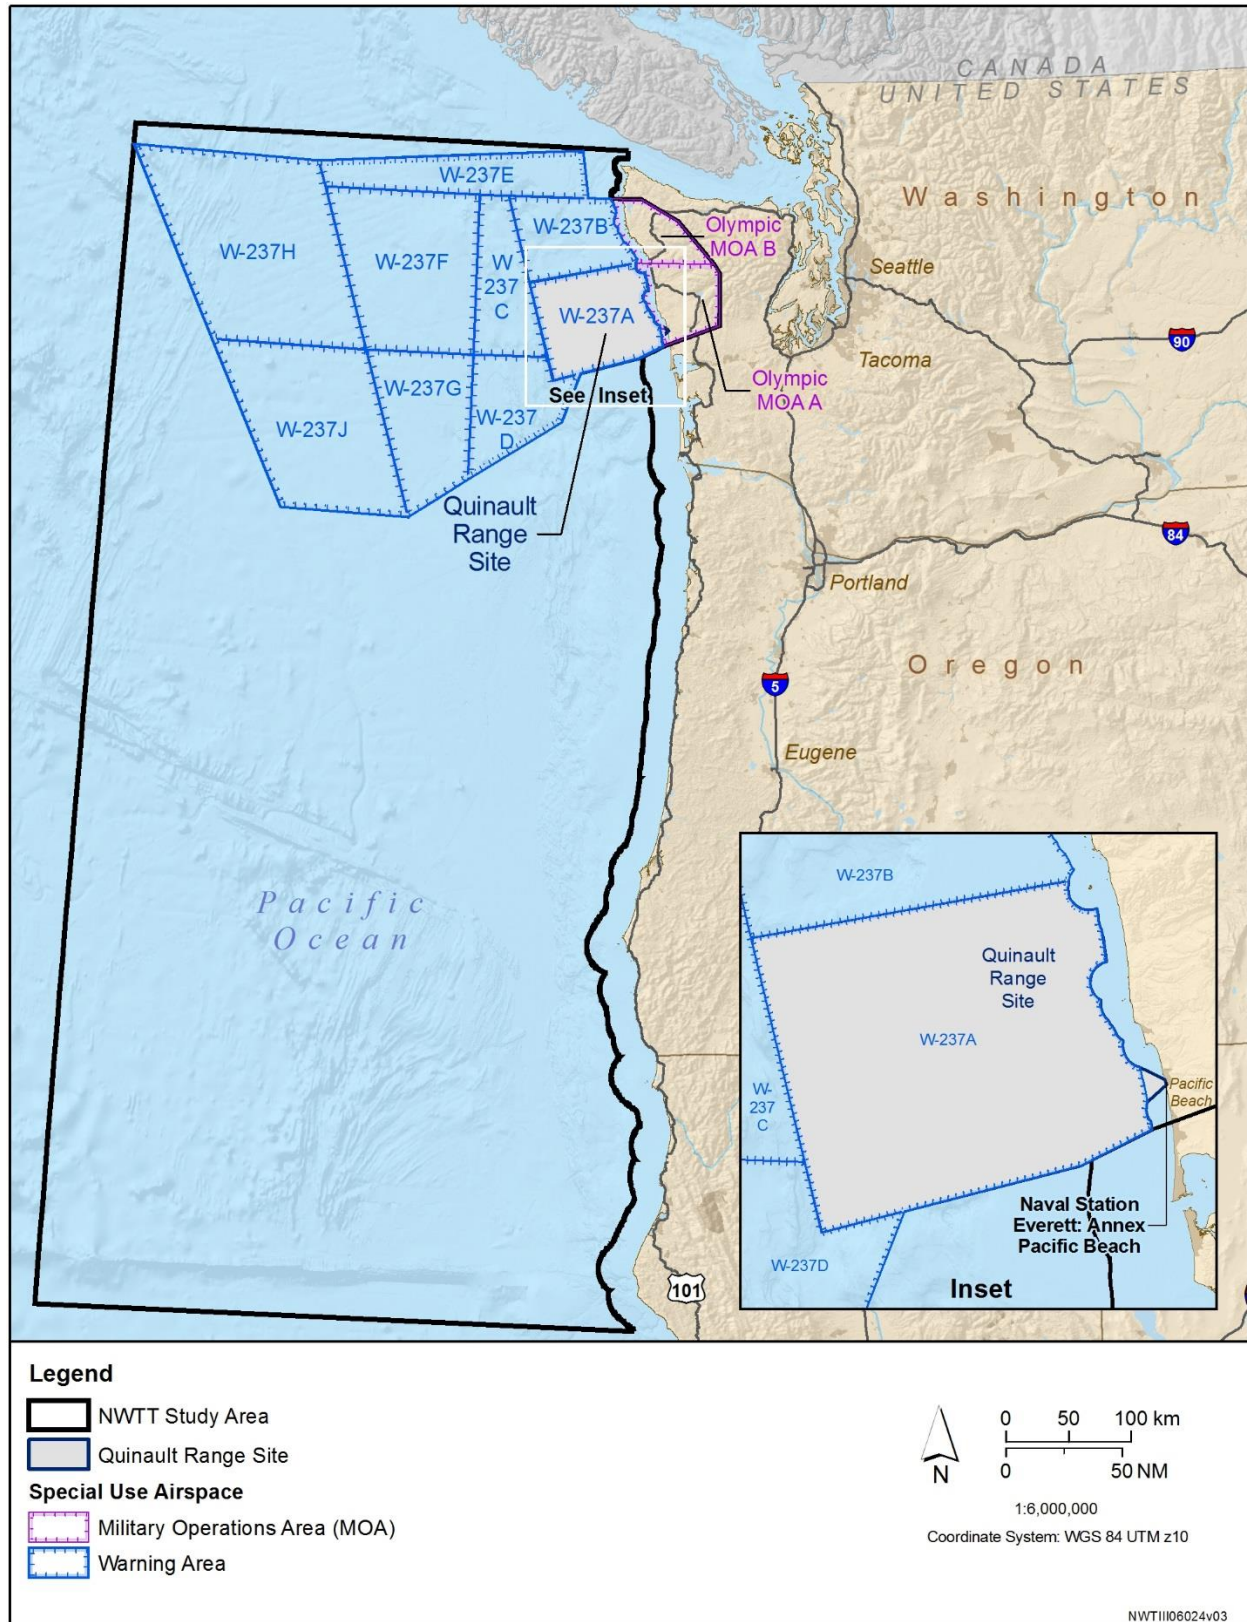 CANADA
UNITED STATES
Washington
W-237E
W-237B
Olympic
MOA B
W-237H
W-237F
W
237
C
Seattle
W-237A
90
Tacoma
W-237G
Olympic
MOA A
See Inset
W-237J
W-237
D
Quinault
Range
Site
84
Portland
Oregon
5
Eugene
Pacific
Ocean
101
W-237B
Quinault
Range
Site
W-237A
W-
237
C
Pacific
Beach
Naval Station
Everett: Annex
Pacific Beach
W-237D
Inset
Legend
NWTT Study Area
Quinault Range Site
Special Use Airspace
Military Operations Area (MOA)
Warning Area
N
0 50 100 km
0 50 NM
1:6,000,000
Coordinate System: WGS 84 UTM z10
NWTIII06024v03